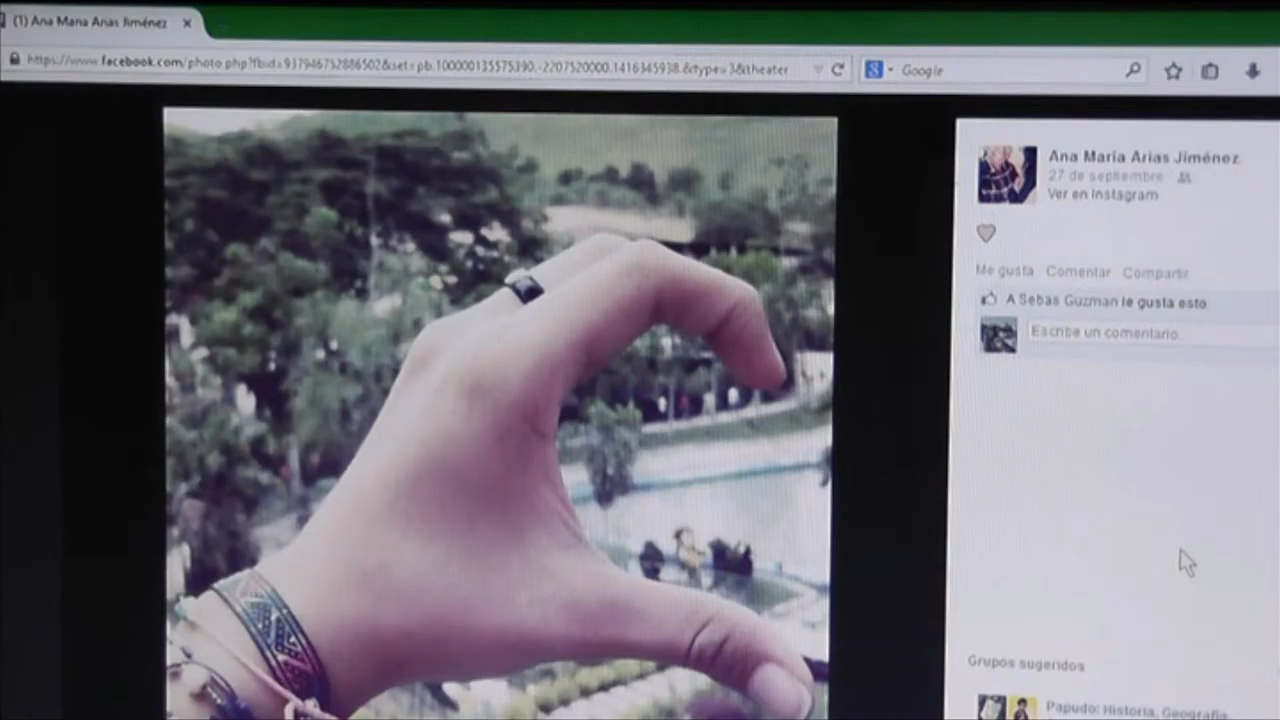 (1) Ana Maria Arias Jiménez
https://www.facebook.com/photo.php?fbid=937946752886502&set=pb.100000135575390.-2207520000.1416345938.&type=3&theater
Google
Ana María Arias Jiménez
27 de septiembre
Ver en Instagram
Me gusta Comentar Compartir
A Sebas Guzman le gusta esto.
Escribe un comentario...
Grupos sugeridos
Papudo: Historia, Geografía